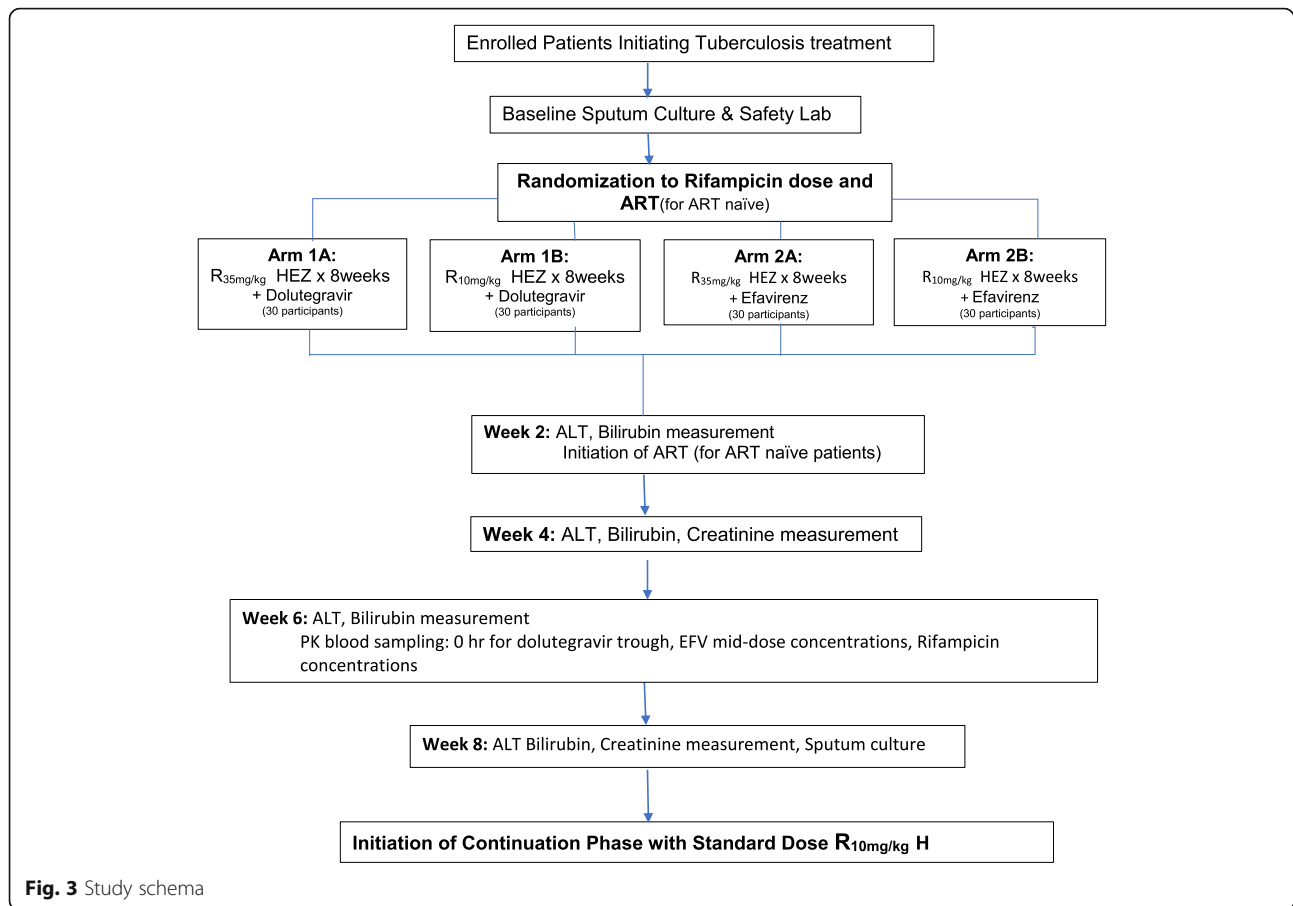 Enrolled Patients Initiating Tuberculosis treatment
Baseline Sputum Culture & Safety Lab
Randomization to Rifampicin dose and
ART(for ART naïve)
Arm 1A:
R35mg/kg HEZ x 8weeks
+ Dolutegravir
(30 participants)
Arm 1B:
R10mg/kg HEZ x 8weeks
+ Dolutegravir
(30 participants)
Arm 2A:
R35mg/kg HEZ x 8weeks
+ Efavirenz
(30 participants)
Arm 2B:
R10mg/kg HEZ x 8weeks
+ Efavirenz
(30 participants)
Week 2: ALT, Bilirubin measurement
Initiation of ART (for ART naïve patients)
Week 4: ALT, Bilirubin, Creatinine measurement
Week 6: ALT, Bilirubin measurement
PK blood sampling: 0 hr for dolutegravir trough, EFV mid-dose concentrations, Rifampicin
concentrations
Week 8: ALT Bilirubin, Creatinine measurement, Sputum culture
Initiation of Continuation Phase with Standard Dose R10mg/kg H
Fig. 3 Study schema